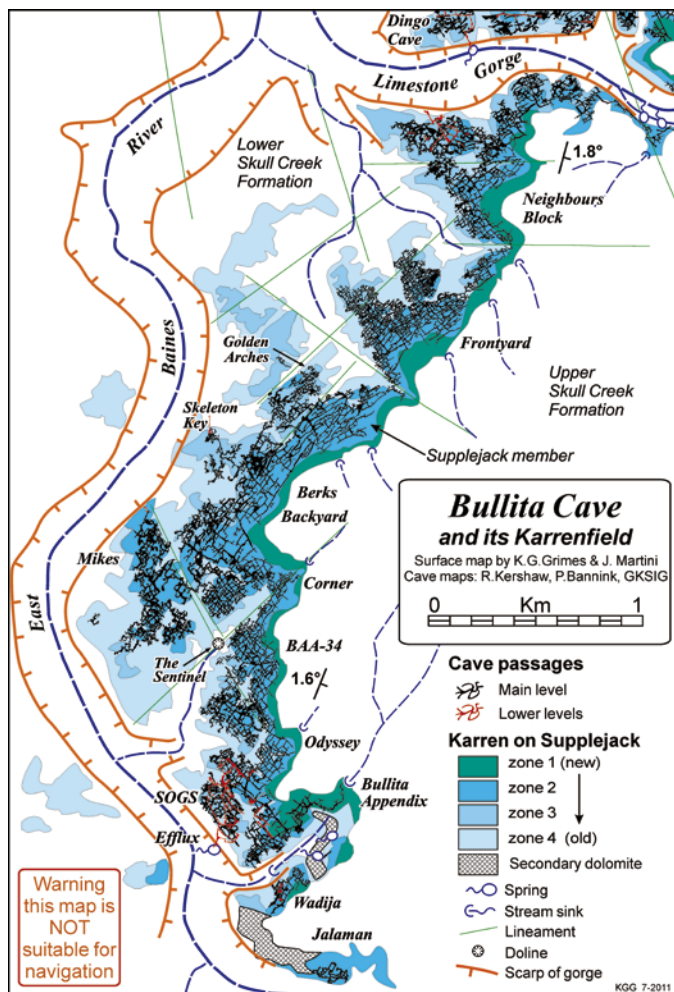 Dingo
Cave
Limestone Gorge
River
Lower
Skull Creek
Formation
1.8°
Neighbours
Block
Baines
Golden
Arches
Frontyard
Skeleton
Key
Upper
Skull Creek
Formation
Supplejack member
Berks
Backyard
Mikes
Corner
East
The
Sentinel
BAA-34
1.6°
Odyssey
SOGS
Bullita
Appendix
Efflux
Wadija
Jalaman
Warning
this map is
NOT
suitable for
navigation
Bullita Cave
and its Karrenfield
Surface map by K.G.Grimes & J. Martini
Cave maps: R.Kershaw, P.Bannink, GKSIG
0 Km 1
Cave passages
Main level
Lower levels
Karren on Supplejack
zone 1 (new)
zone 2
zone 3
zone 4 (old)
Secondary dolomite
Spring
Stream sink
Lineament
Doline
Scarp of gorge
KGG 7-2011